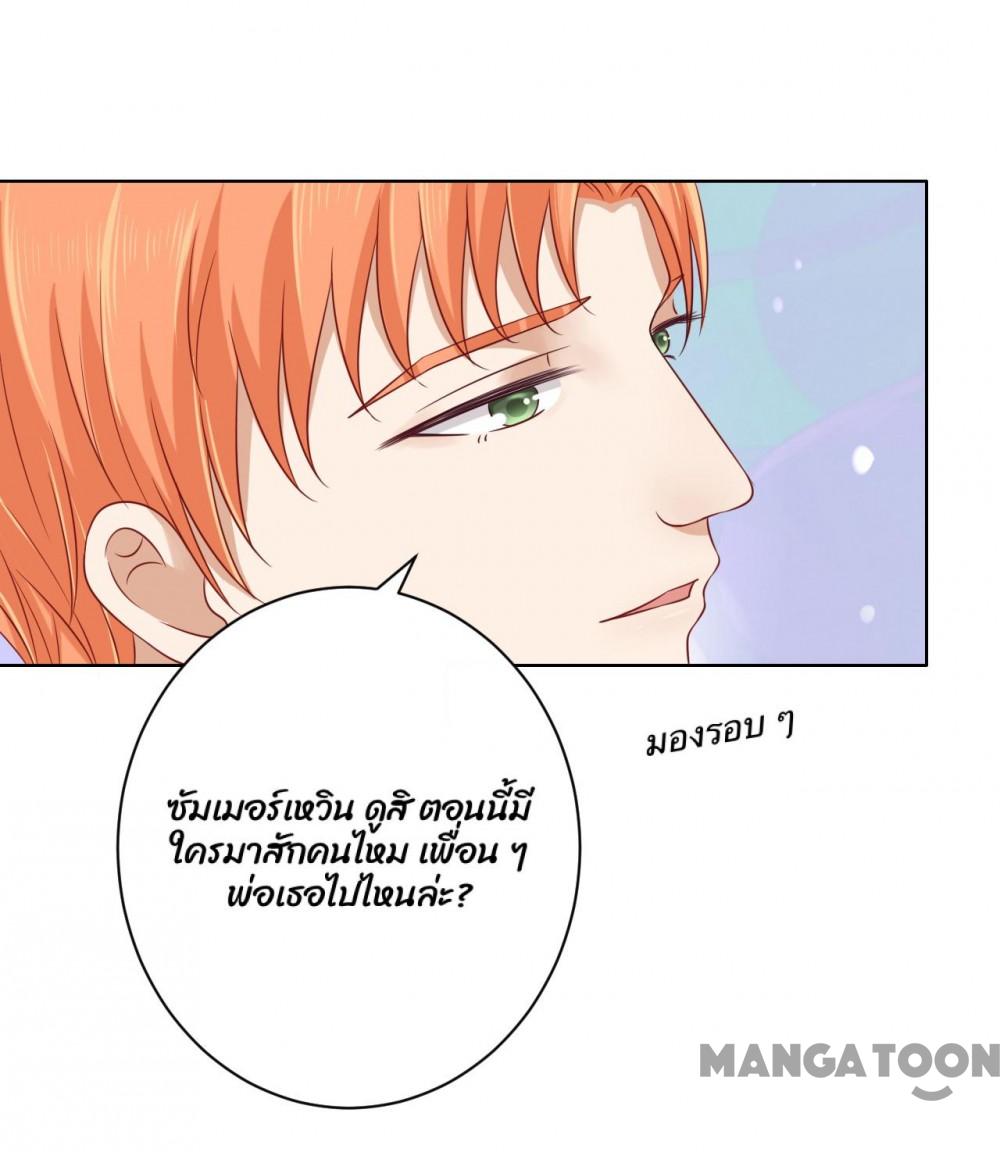 มองรอบ ๆ
ซัมเมอร์เหวิน ดูสิ ตอนนี้มี
ใครมาสักคนไหม เพื่อน ๆ
พ่อเธอไปไหนล่ะ?
MANGATOON